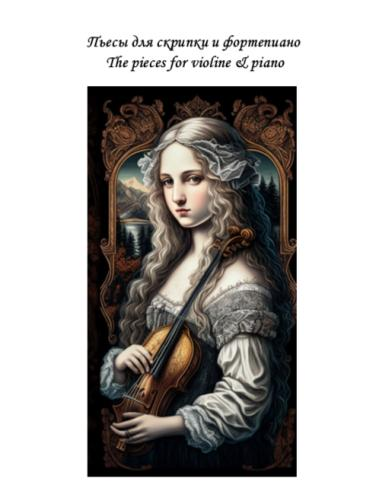 Пьесы для скрипки и фортепиано
The pieces for violine & piano